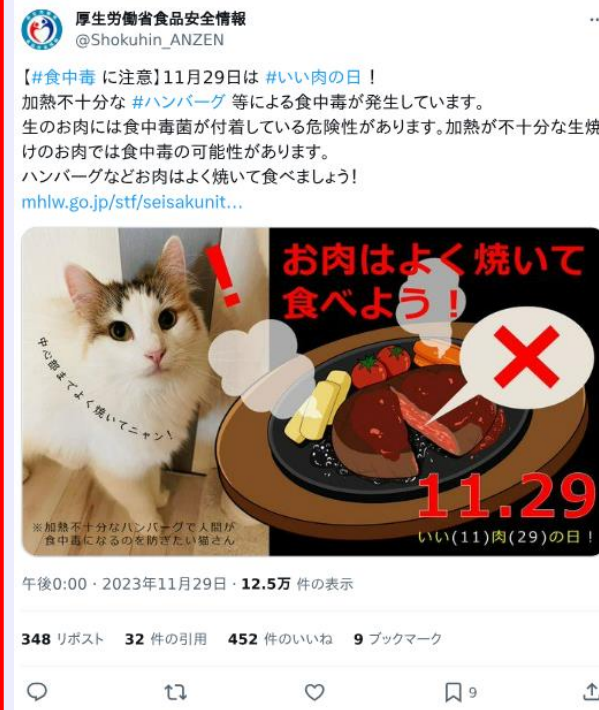 厚生労働省食品安全情報
@Shokuhin_ANZEN
【#食中毒 に注意】11月29日は #いい肉の日 !
加熱不十分な #ハンバーグ 等による食中毒が発生しています。
生のお肉には食中毒菌が付着している危険性があります。加熱が不十分な生焼
けのお肉では食中毒の可能性があります。
ハンバーグなどお肉はよく焼いて食べましょう!
mhlw.go.jp/stf/seisakunit...
!
お肉はよく焼いて
食べよう!
中心部までよく焼いてニャン!
※加熱不十分なハンバーグで人間が
食中毒になるのを防ぎたい猫さん
11.29
いい(11)肉(29)の日!
午後0:00 · 2023年11月29日 · 12.5万 件の表示
348 リポスト 32 件の引用 452 件のいいね 9 ブックマーク
9